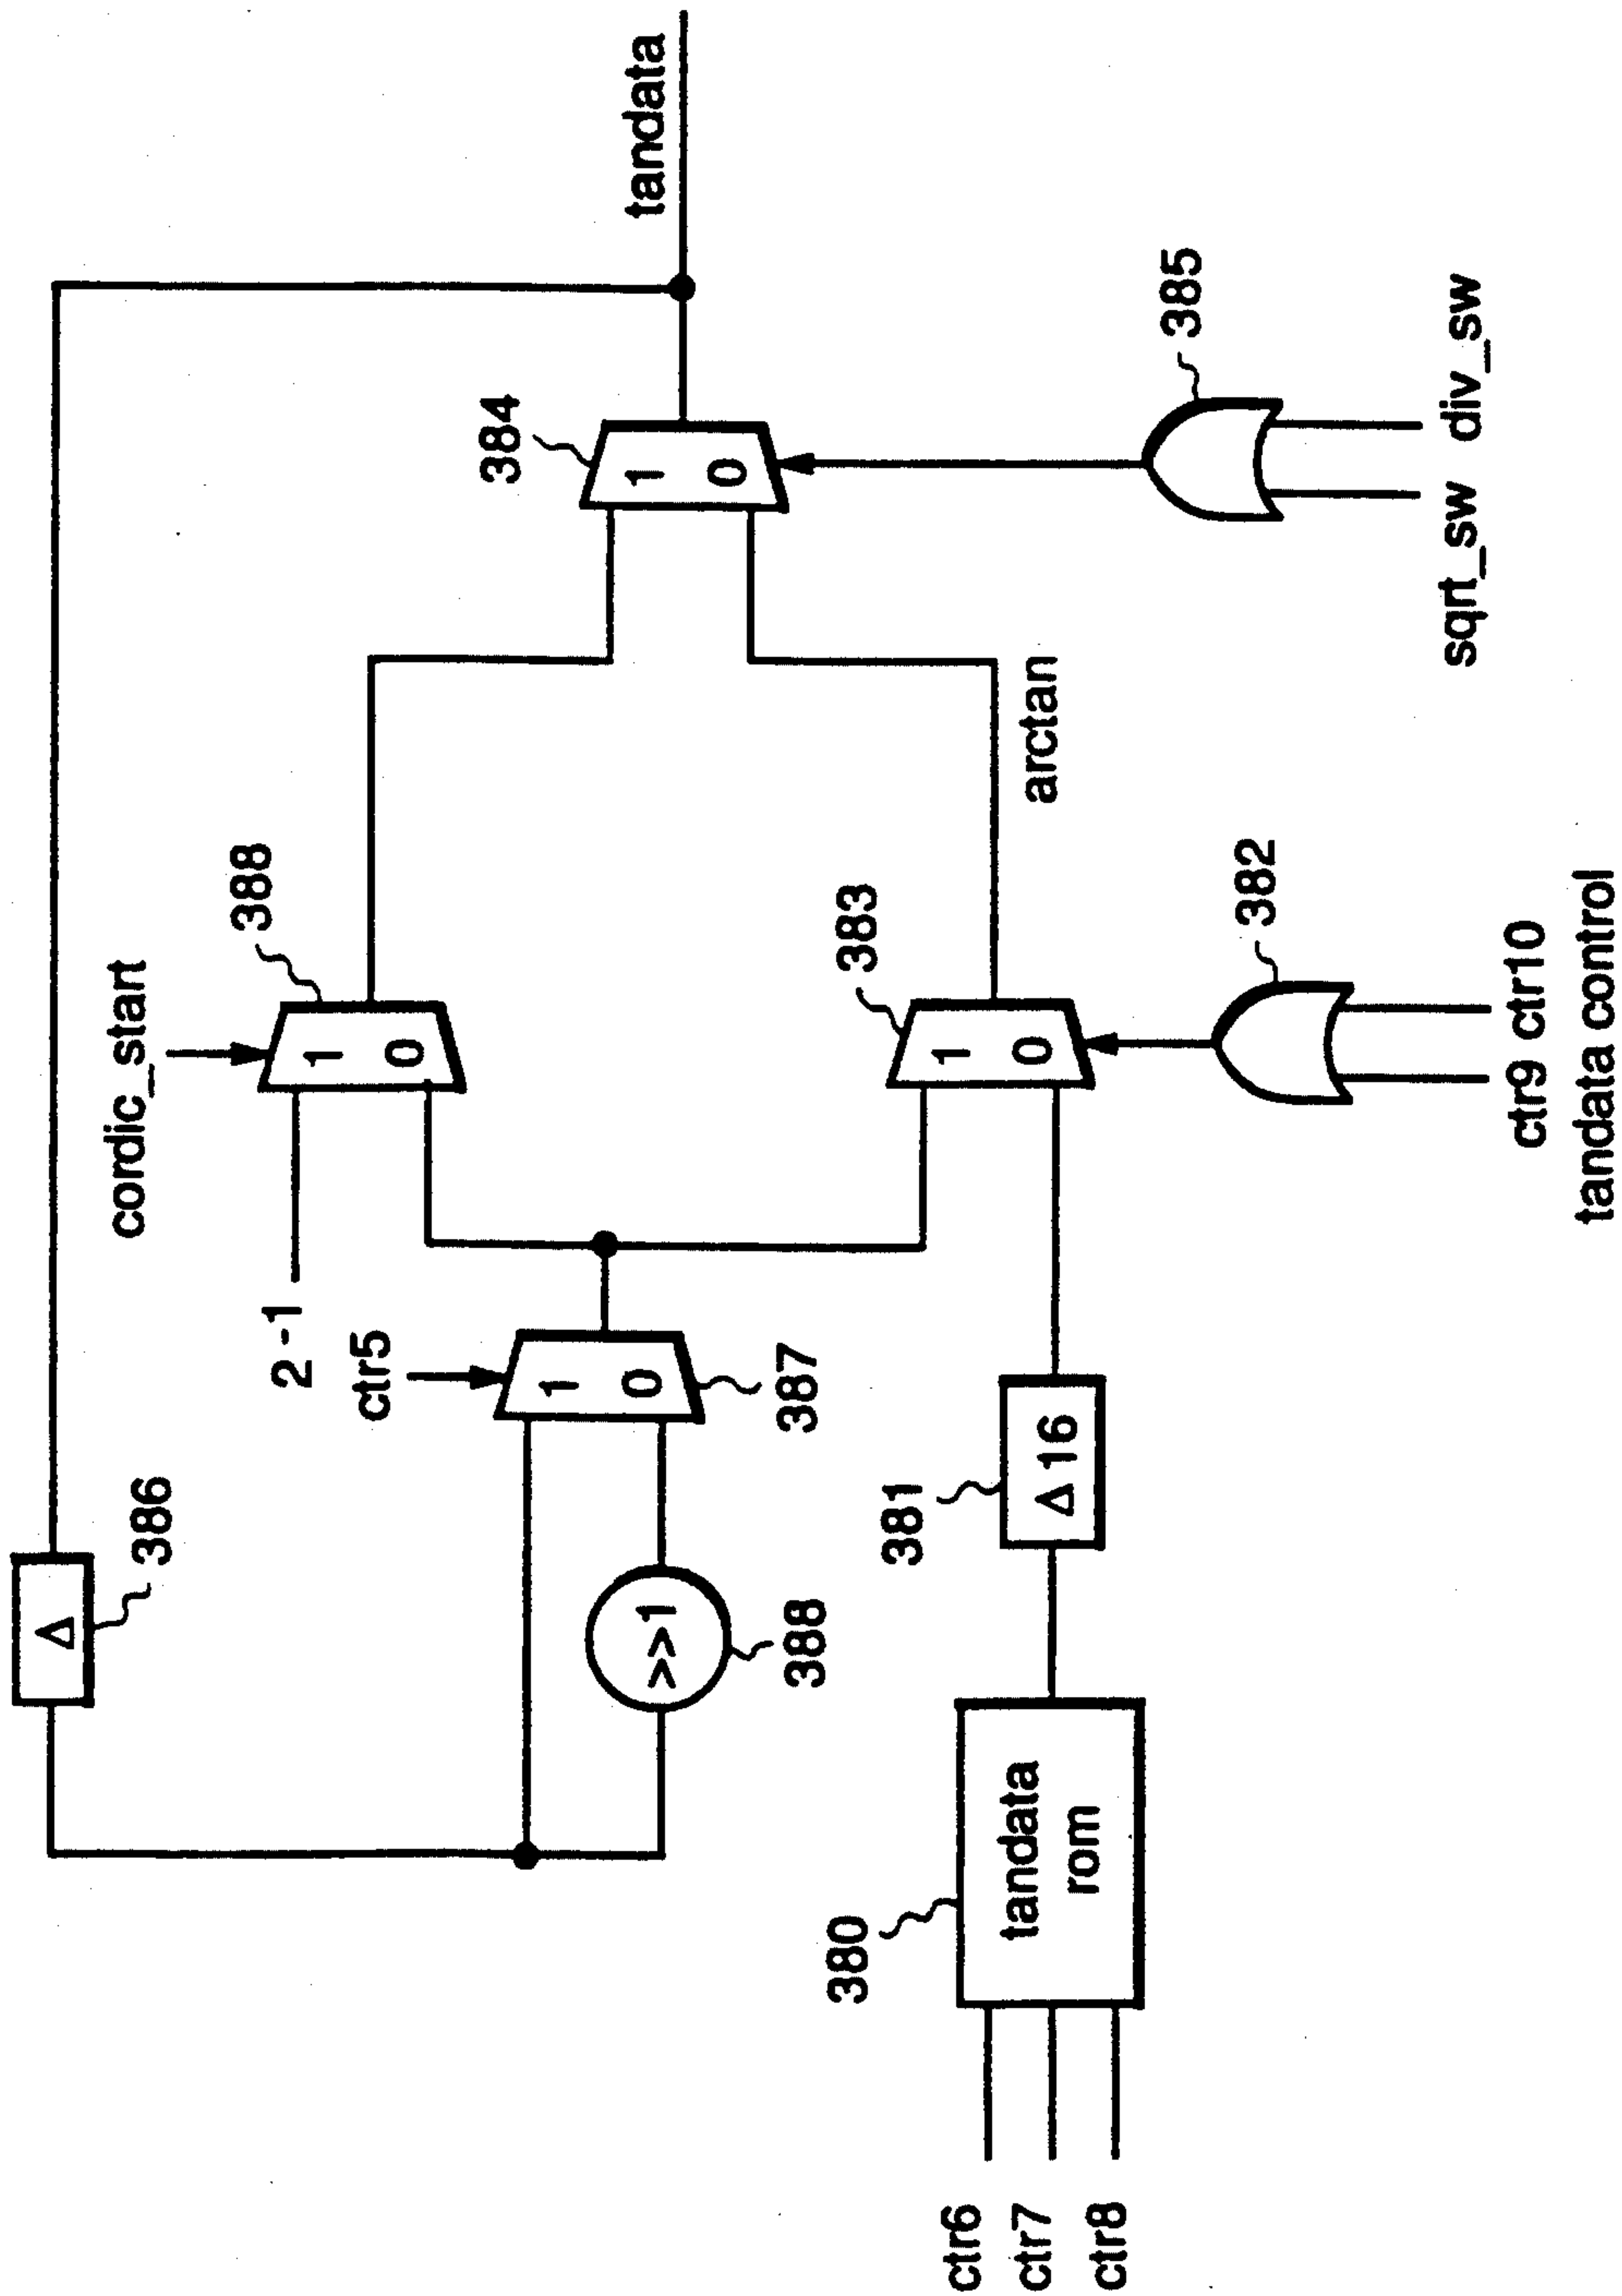 386
Δ
tandata
cordic_start
388
2 -1
ctr5
1
0
1
0
387
>>1
388
384
1
0
arctan
383
1
0
381
Δ 16
380
tandata
rom
ctr6
ctr7
ctr8
382
ctr9 ctr10
tandata control
385
sqrt_sw div_sw